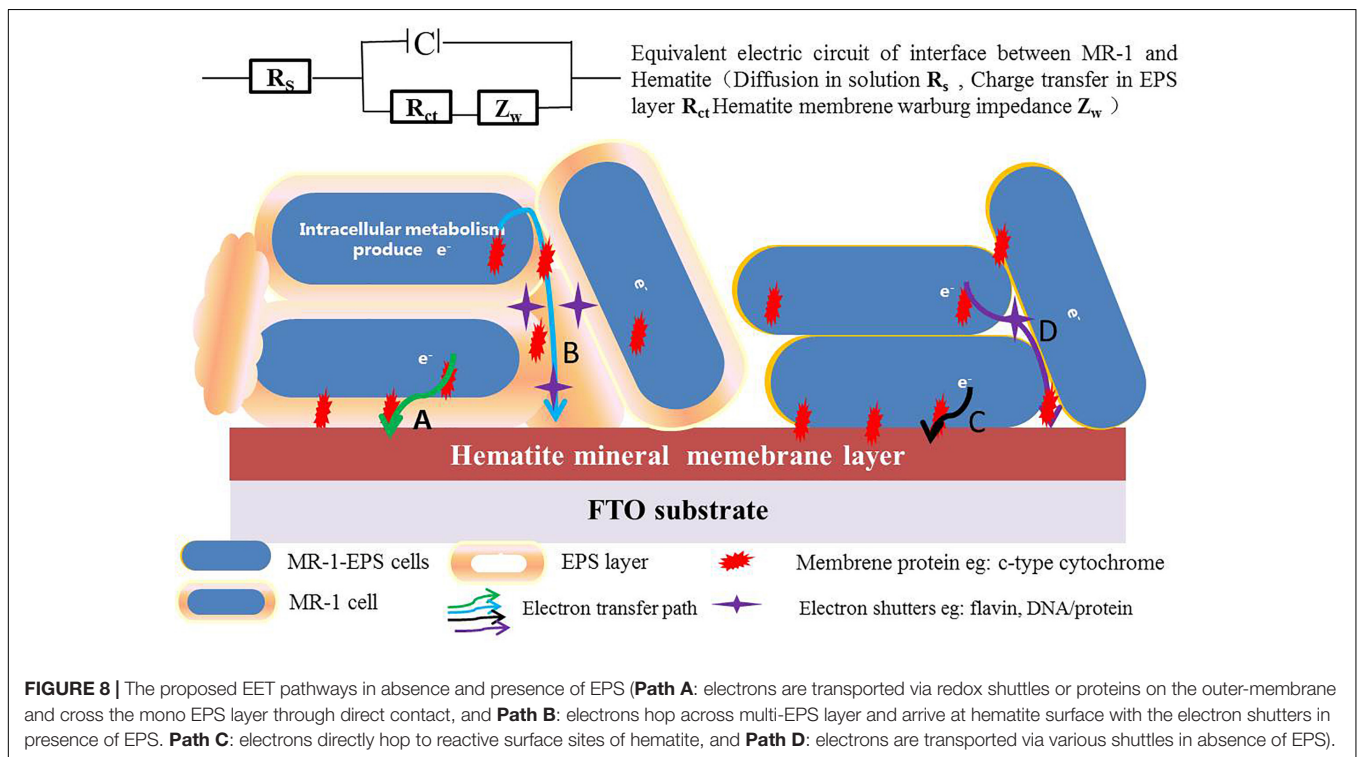 C
R_s
R_ct
Z_w
Equivalent electric circuit of interface between MR-1 and
Hematite（Diffusion in solution R_s , Charge transfer in EPS
layer R_ct Hematite membrene warburg impedance Z_w ）
Intracellular metabolism
produce e⁻
e⁻
B
A
e⁻
e⁻
D
e⁻
e⁻
C
Hematite mineral memebrane layer
FTO substrate
MR-1-EPS cells
EPS layer
Membrene protein eg: c-type cytochrome
MR-1 cell
Electron transfer path
Electron shutters eg: flavin, DNA/protein
FIGURE 8 | The proposed EET pathways in absence and presence of EPS (Path A: electrons are transported via redox shuttles or proteins on the outer-membrane
and cross the mono EPS layer through direct contact, and Path B: electrons hop across multi-EPS layer and arrive at hematite surface with the electron shutters in
presence of EPS. Path C: electrons directly hop to reactive surface sites of hematite, and Path D: electrons are transported via various shuttles in absence of EPS).